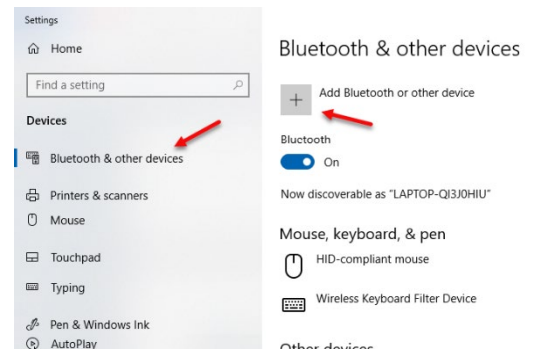 Settings
Home
Find a setting
Devices
Bluetooth & other devices
Printers & scanners
Mouse
Touchpad
Typing
Pen & Windows Ink
AutoPlay
Bluetooth & other devices
Add Bluetooth or other device
Bluetooth
On
Now discoverable as "LAPTOP-QI3J0HIU"
Mouse, keyboard, & pen
HID-compliant mouse
Wireless Keyboard Filter Device
Other devices